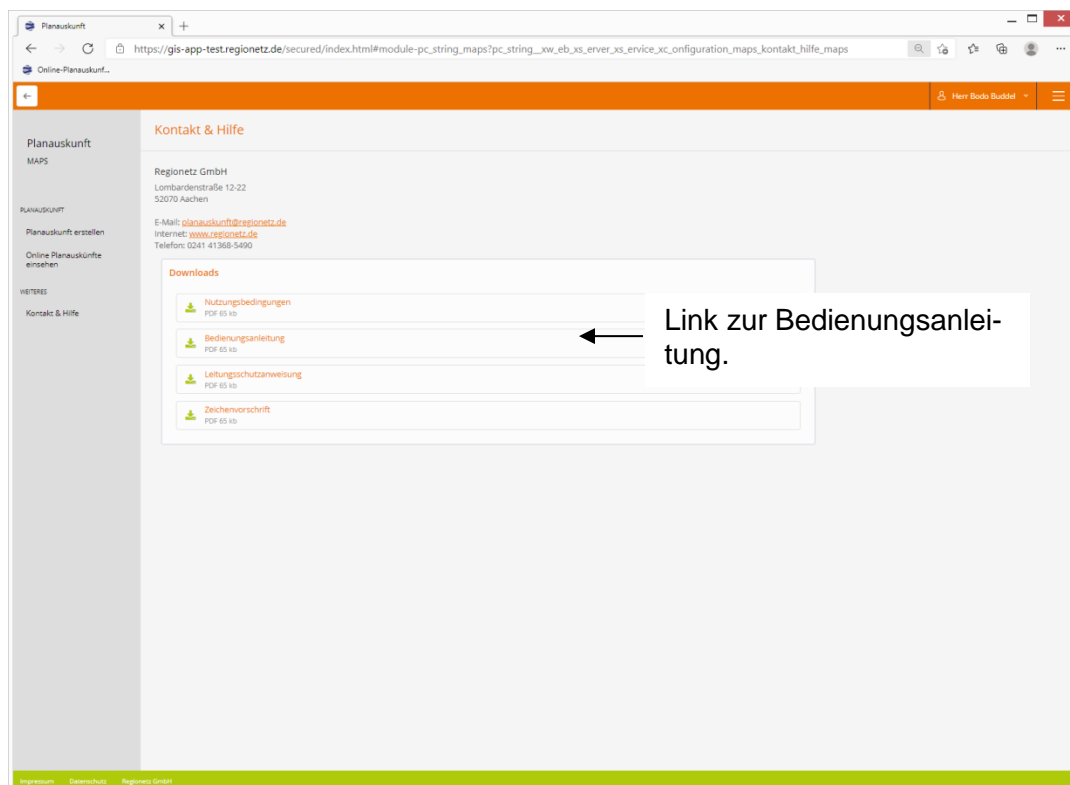 Planauskunft
https://gis-app-test.regionetz.de/secured/index.html#module-pc_string_maps?pc_string__xw_eb_xs_erver_xs_ervice_xc_onfiguration_maps_kontakt_hilfe_maps
Online-Planauskunf...
Herr Bodo Buddel
Planauskunft
MAPS
PLANAUSKUNFT
Planauskunft erstellen
Online Planauskünfte
einsehen
WEITERES
Kontakt & Hilfe
Kontakt & Hilfe
Regionetz GmbH
Lombardenstraße 12-22
52070 Aachen
E-Mail: planauskunft@regionetz.de
Internet: www.regionetz.de
Telefon: 0241 41368-5490
Downloads
Nutzungsbedingungen
PDF 65 kb
Bedienungsanleitung
PDF 65 kb
Leitungsschutzanweisung
PDF 65 kb
Zeichenvorschrift
PDF 65 kb
Link zur Bedienungsanlei-
tung.
Impressum Datenschutz Regionetz GmbH